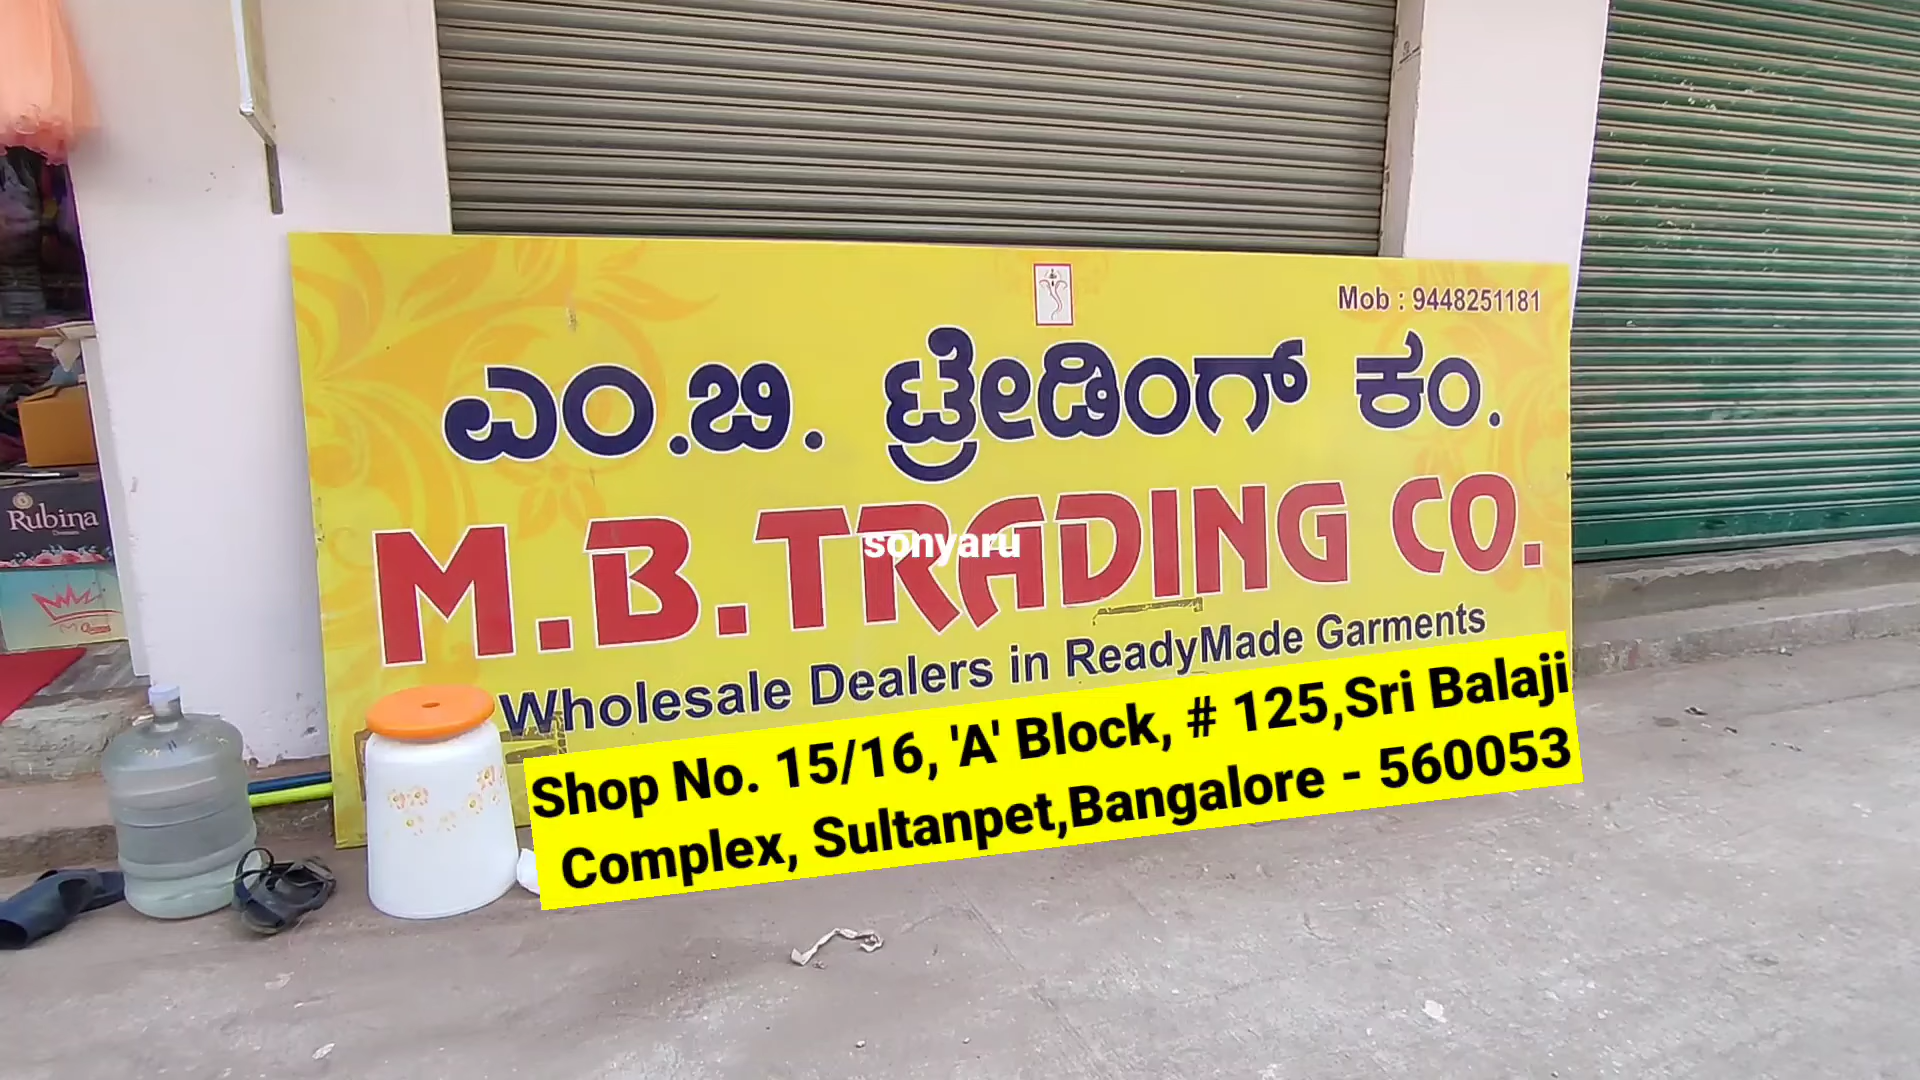 Mob : 9448251181
ಎಂ.ಬಿ. ಟ್ರೇಡಿಂಗ್ ಕಂ.
M.B.TRADING CO.
sonyaru
Wholesale Dealers in ReadyMade Garments
Shop No. 15/16, 'A' Block, # 125,Sri Balaji
Complex, Sultanpet,Bangalore - 560053
Rubina